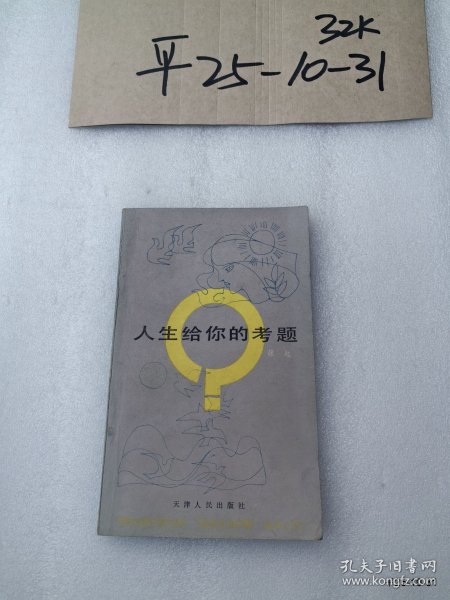 32K
平25-10-31
人生给你的考题
天津人民出版社
孔夫子旧书网
www.kongfz.com